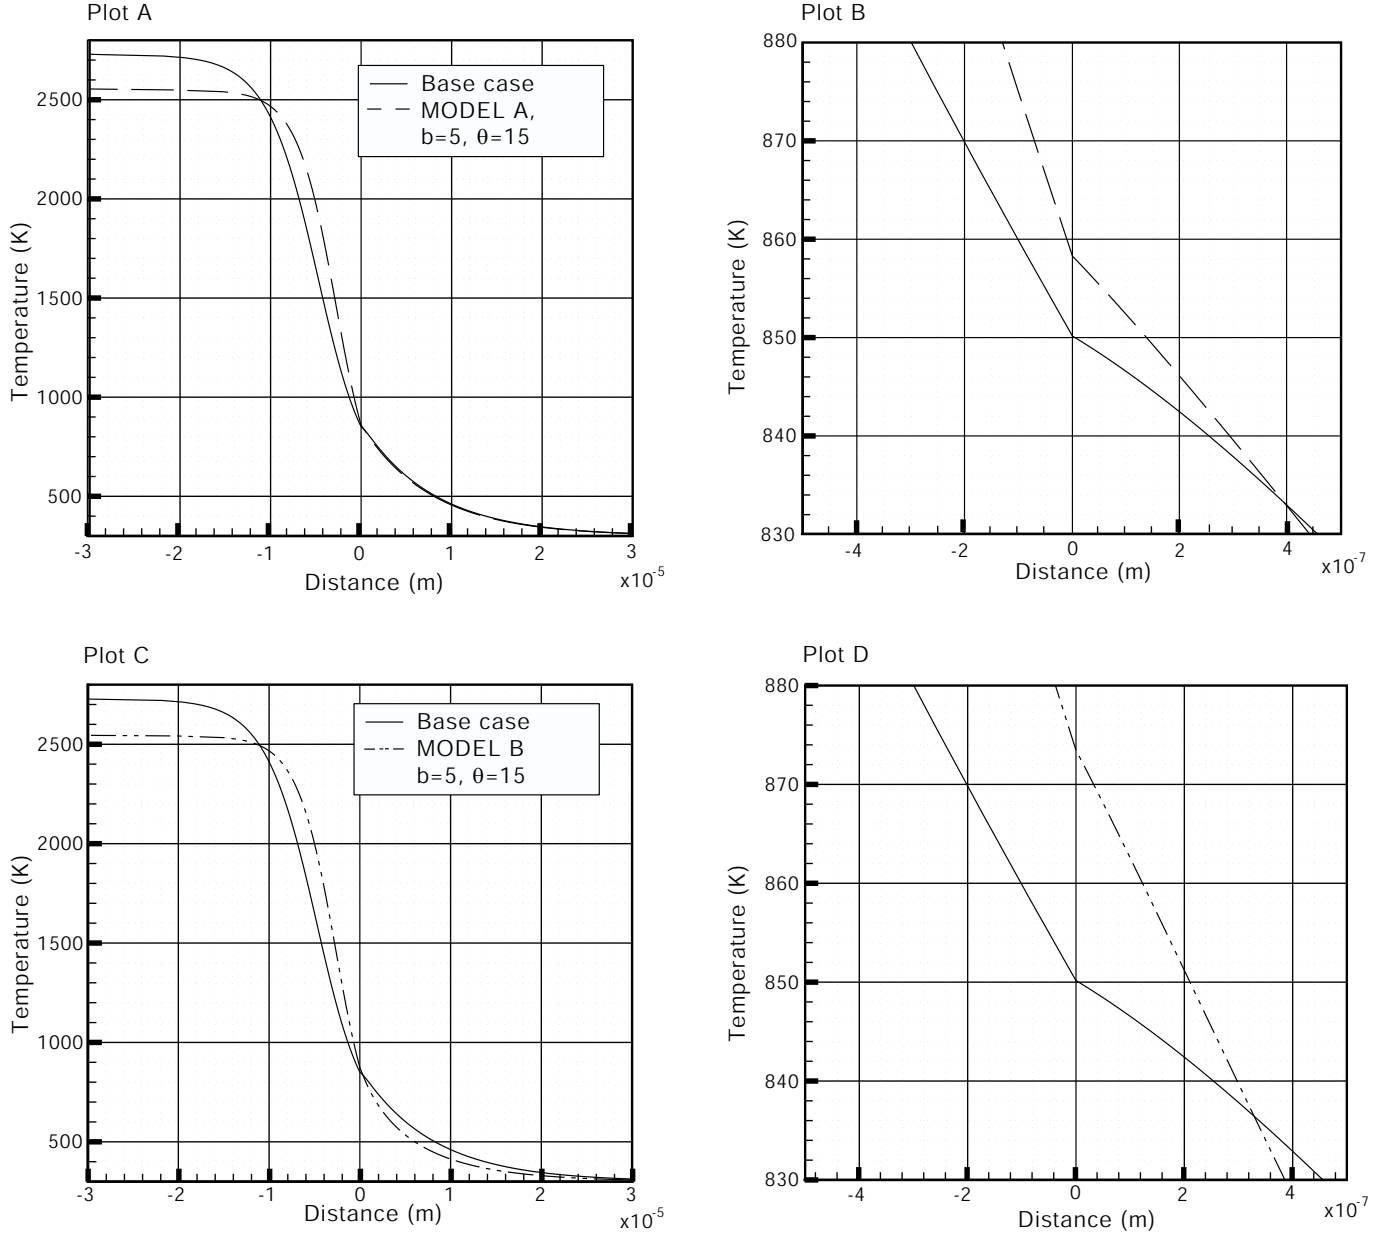 Plot A
Temperature (K)
2500
2000
1500
1000
500
Base case
MODEL A,
b=5, θ=15
-3 -2 -1 0 1 2 3
Distance (m)
x10-5
Plot B
Temperature (K)
880
870
860
850
840
830
-4 -2 0 2 4
Distance (m)
x10-7
Plot C
Temperature (K)
2500
2000
1500
1000
500
Base case
MODEL B
b=5, θ=15
-3 -2 -1 0 1 2 3
Distance (m)
x10-5
Plot D
Temperature (K)
880
870
860
850
840
830
-4 -2 0 2 4
Distance (m)
x10-7